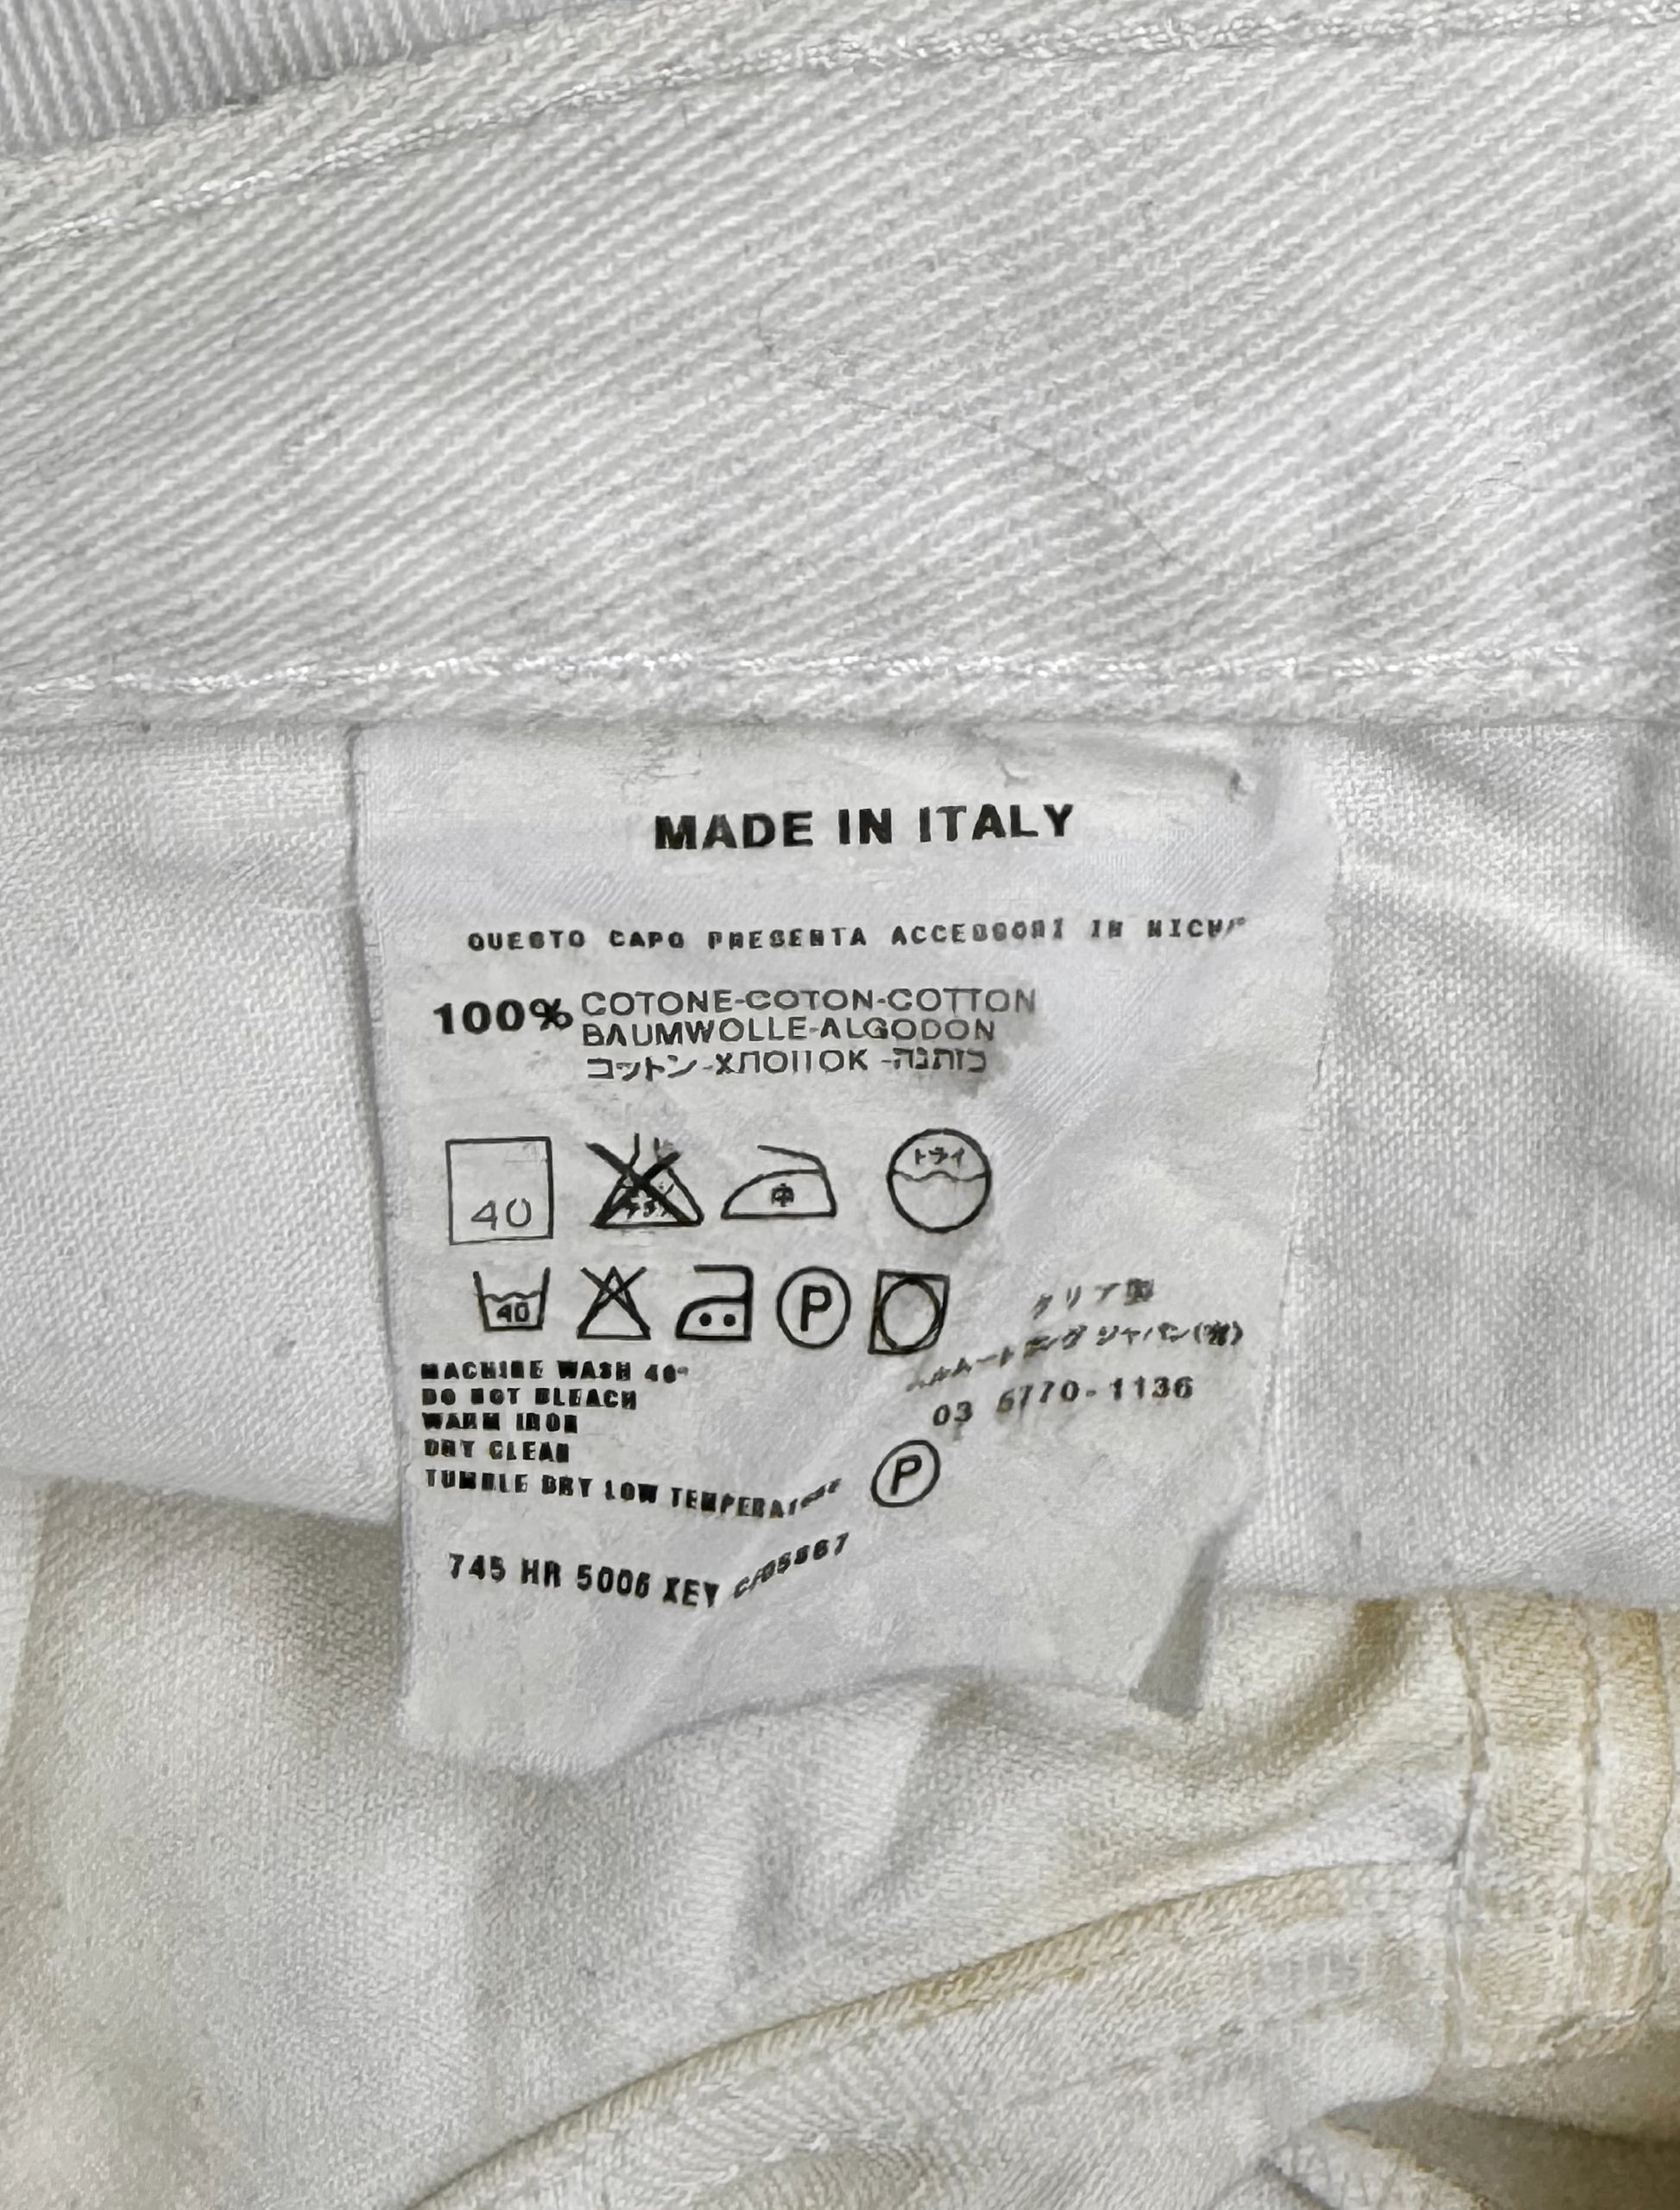 MADE IN ITALY
QUESTO CAPO PRESENTA ACCESSORI IN
100% COTONE-COTON-COTTON
BAUMWOLLE-ALGODON
コットン-ХЛОПОК -כותנה
40
ドライ
中
40
P
MACHINE WASH 40°
DO NOT BLEACH
WARM IRON
DRY CLEAN
TUMBLE DRY LOW TEMPERATURE
03 6770-1136
P
745 HR 5006 XEY